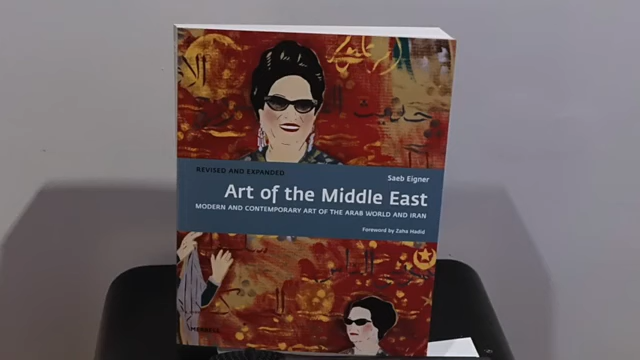 REVISED AND EXPANDED
Saeb Eigner
Art of the Middle East
MODERN AND CONTEMPORARY ART OF THE ARAB WORLD AND IRAN
Foreword by Zaha Hadid
MERRELL